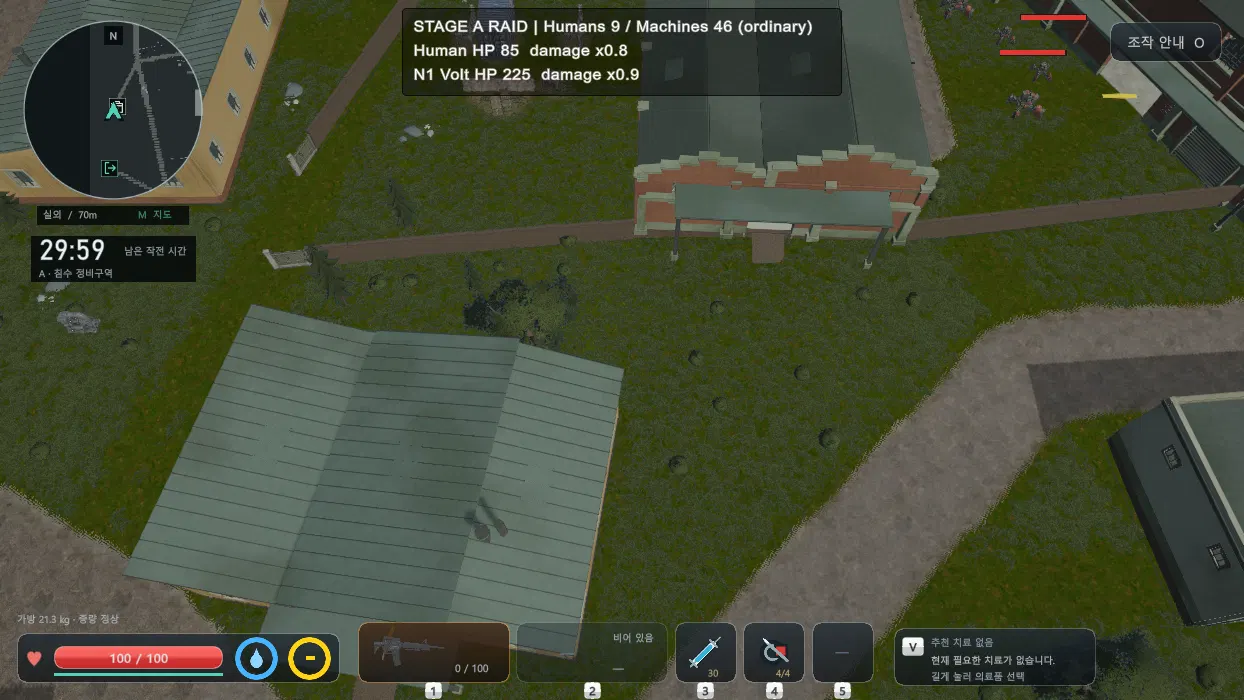 STAGE A RAID | Humans 9 / Machines 46 (ordinary)
Human HP 85 damage x0.8
N1 Volt HP 225 damage x0.9
조작 안내 O
N
실외 / 70m M 지도
29:59 남은 작전 시간
A · 침수 정비구역
가방 21.3 kg · 중량 정상
100 / 100
0 / 100
1
비어 있음
—
2
30
3
4/4
4
—
5
V
추천 치료 없음
현재 필요한 치료가 없습니다.
길게 눌러 의료품 선택